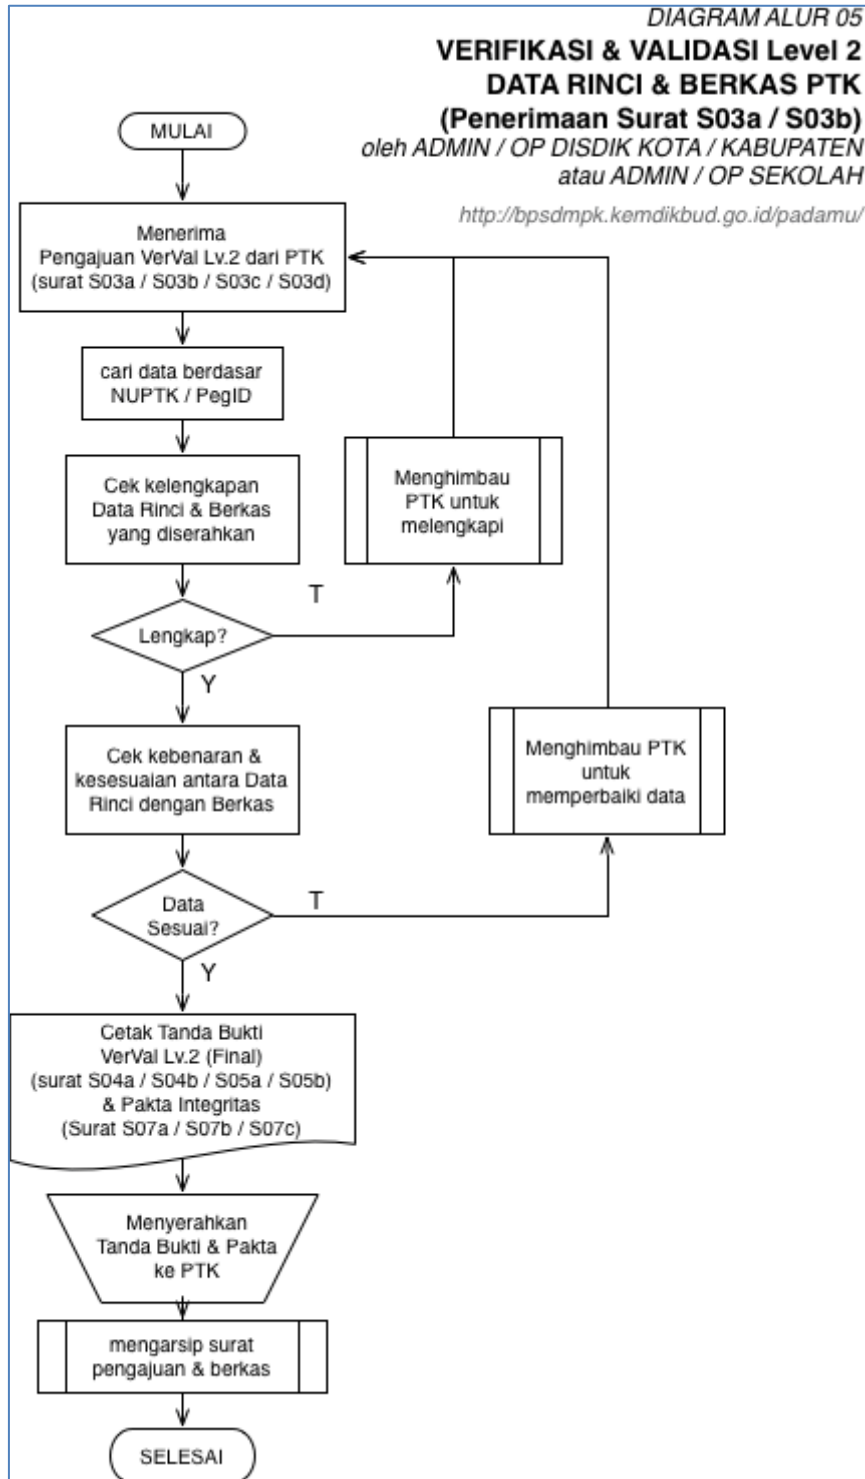 DIAGRAM ALUR 05
VERIFIKASI & VALIDASI Level 2
DATA RINCI & BERKAS PTK
(Penerimaan Surat S03a / S03b)
oleh ADMIN / OP DISDIK KOTA / KABUPATEN
atau ADMIN / OP SEKOLAH
http://bpsdmpk.kemdikbud.go.id/padamu/
MULAI
Menerima
Pengajuan VerVal Lv.2 dari PTK
(surat S03a / S03b / S03c / S03d)
cari data berdasar
NUPTK / PegID
Cek kelengkapan
Data Rinci & Berkas
yang diserahkan
Menghimbau
PTK untuk
melengkapi
T
Lengkap?
Y
Cek kebenaran &
kesesuaian antara Data
Rinci dengan Berkas
Menghimbau PTK
untuk
memperbaiki data
T
Data
Sesuai?
Y
Cetak Tanda Bukti
VerVal Lv.2 (Final)
(surat S04a / S04b / S05a / S05b)
& Pakta Integritas
(Surat S07a / S07b / S07c)
Menyerahkan
Tanda Bukti & Pakta
ke PTK
mengarsip surat
pengajuan & berkas
SELESAI